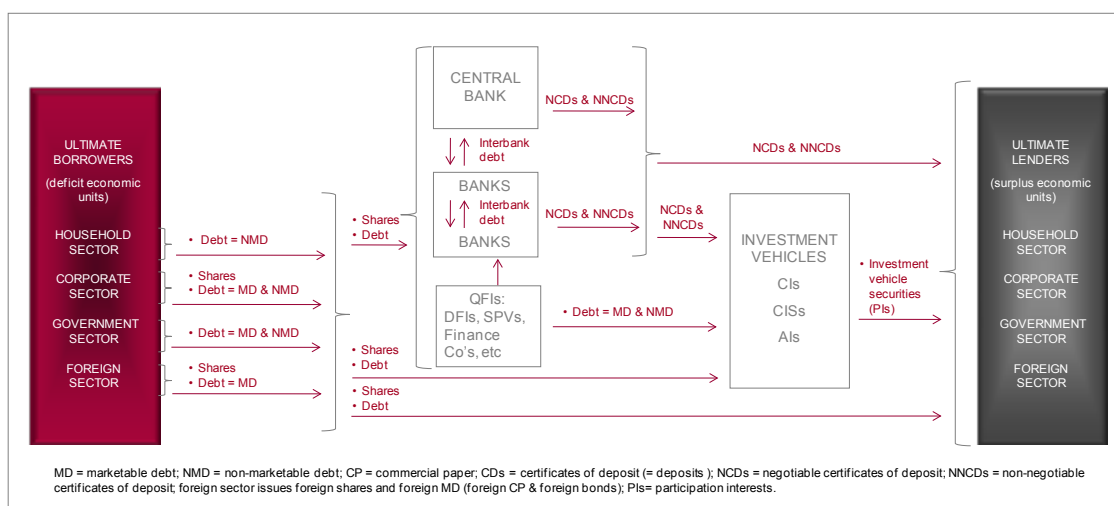 ULTIMATE
BORROWERS
(deficit economic
units)
HOUSEHOLD
SECTOR
CORPORATE
SECTOR
GOVERNMENT
SECTOR
FOREIGN
SECTOR
• Debt = NMD
• Shares
• Debt = MD & NMD
• Debt = MD & NMD
• Shares
• Debt = MD
• Shares
• Debt
CENTRAL
BANK
Interbank
debt
BANKS
Interbank
debt
BANKS
QFIs:
DFIs, SPVs,
Finance
Co's, etc
NCDs & NNCDs
NCDs & NNCDs
• Debt = MD & NMD
• Shares
• Debt
• Shares
• Debt
NCDs & NNCDs
NCDs &
NNCDs
INVESTMENT
VEHICLES
CIs
CISs
AIs
• Investment
vehicle
securities
(PIs)
ULTIMATE
LENDERS
(surplus economic
units)
HOUSEHOLD
SECTOR
CORPORATE
SECTOR
GOVERNMENT
SECTOR
FOREIGN
SECTOR
MD = marketable debt; NMD = non-marketable debt; CP = commercial paper; CDs = certificates of deposit (= deposits ); NCDs = negotiable certificates of deposit; NNCDs = non-negotiable
certificates of deposit; foreign sector issues foreign shares and foreign MD (foreign CP & foreign bonds); PIs= participation interests.